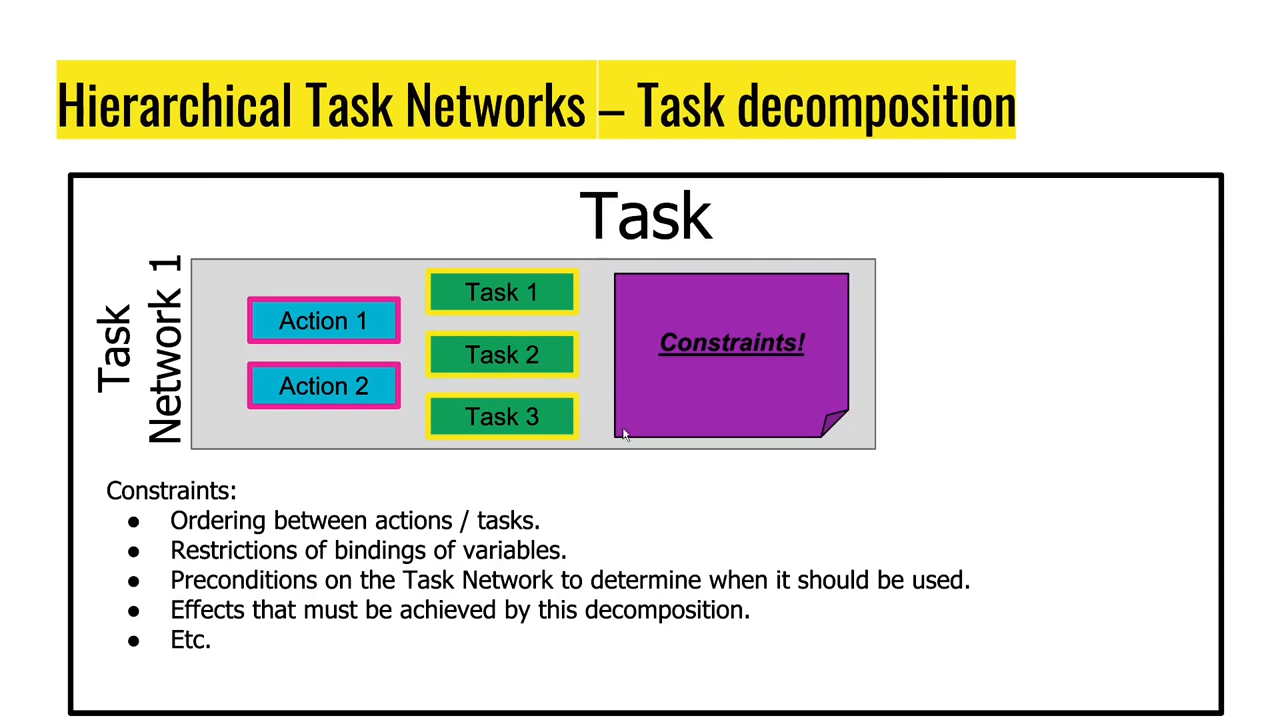 Hierarchical Task Networks – Task decomposition
Task
Task
Network 1
Action 1
Action 2
Task 1
Task 2
Task 3
Constraints!
Constraints:
● Ordering between actions / tasks.
● Restrictions of bindings of variables.
● Preconditions on the Task Network to determine when it should be used.
● Effects that must be achieved by this decomposition.
● Etc.